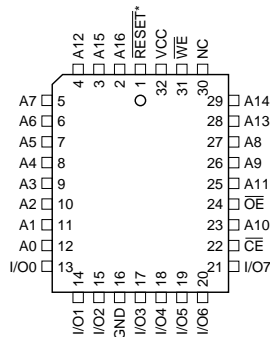 A12
A15
A16
RESET*
VCC
WE
NC
4
3
2
1
32
31
30
A7 5
A6 6
A5 7
A4 8
A3 9
A2 10
A1 11
A0 12
I/O0 13
29 A14
28 A13
27 A8
26 A9
25 A11
24 OE
23 A10
22 CE
21 I/O7
14
15
16
17
18
19
20
I/O1
I/O2
GND
I/O3
I/O4
I/O5
I/O6